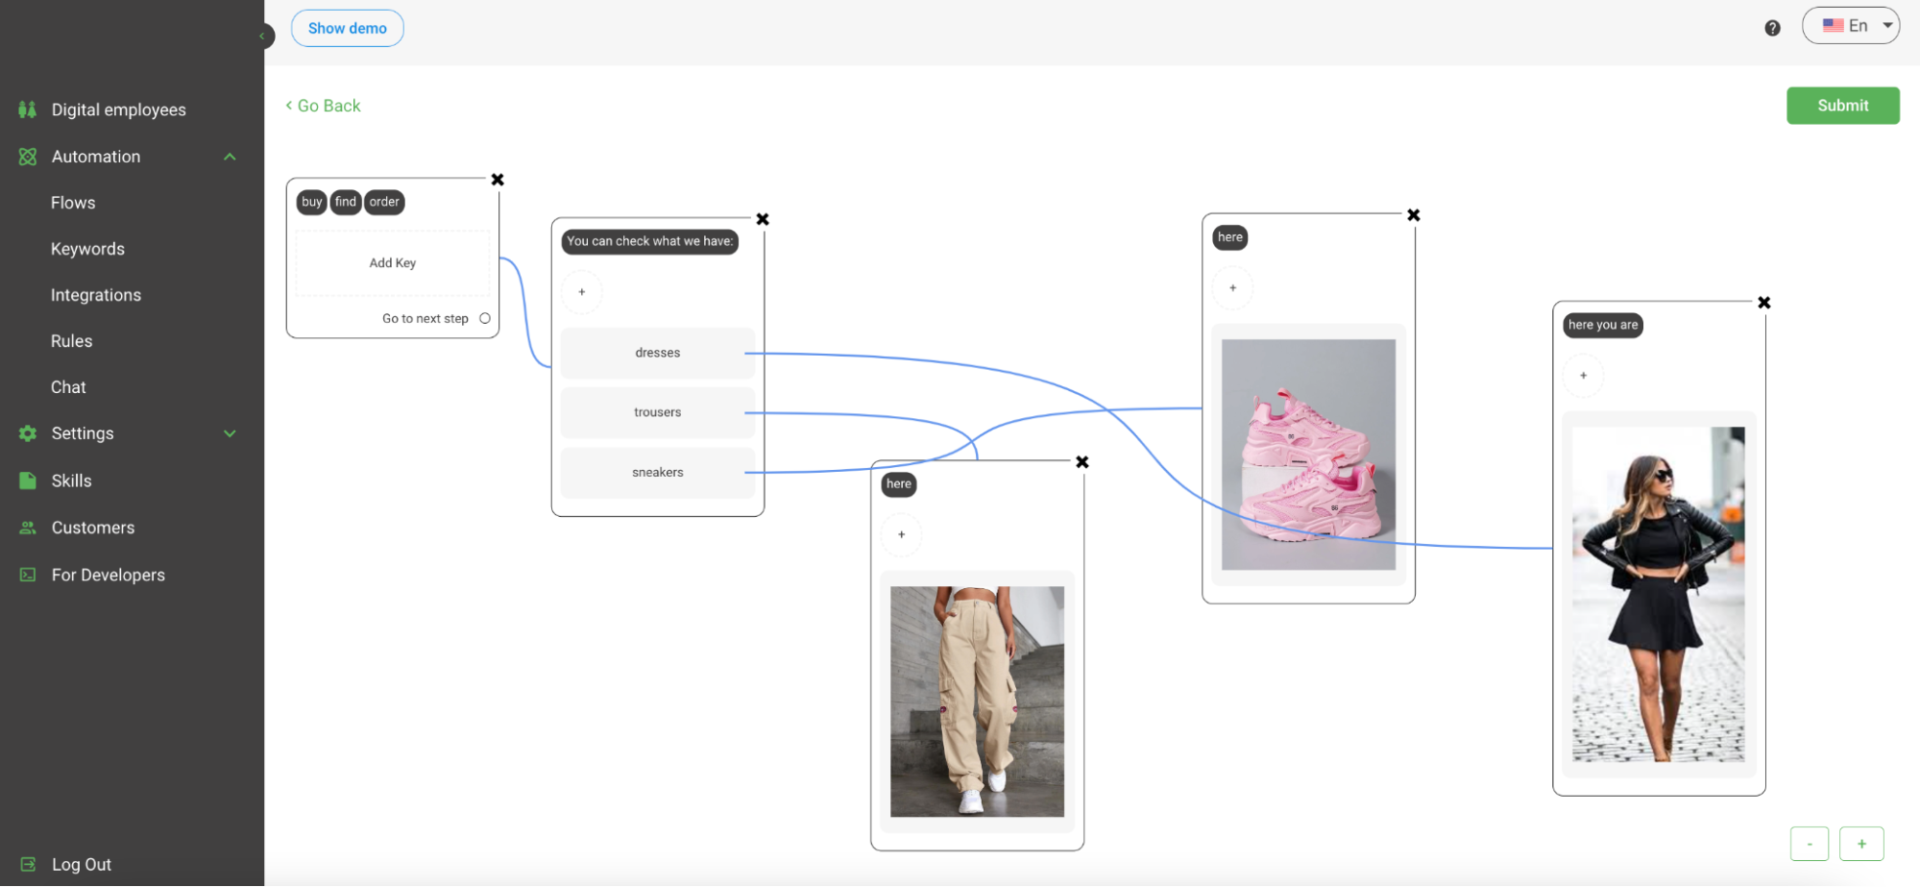 Show demo
En
Digital employees
Automation
Flows
Keywords
Integrations
Rules
Chat
Settings
Skills
Customers
For Developers
Log Out
< Go Back
Submit
buy find order
Add Key
Go to next step
You can check what we have:
+
dresses
trousers
sneakers
here
+
here
+
here you are
+
- +